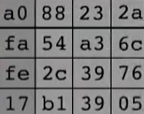 a0 88 23 2a
fa 54 a3 6c
fe 2c 39 76
17 b1 39 05